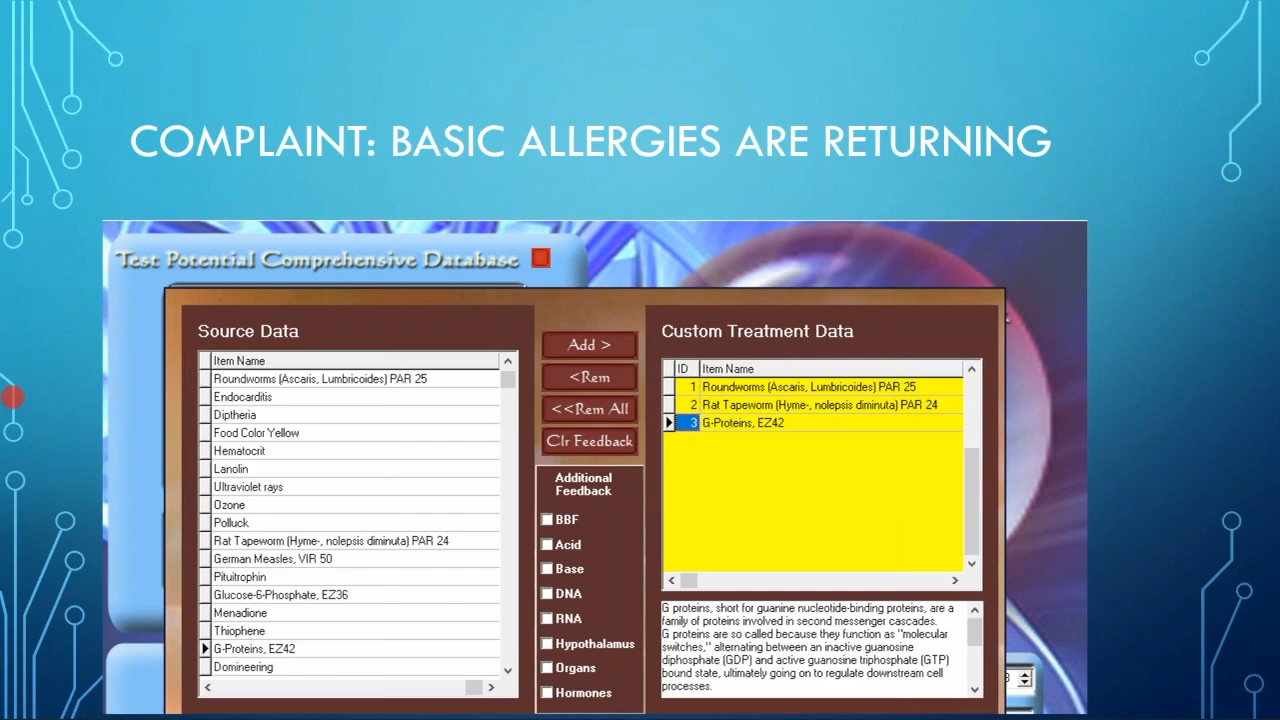 COMPLAINT: BASIC ALLERGIES ARE RETURNING
Test Potential Comprehensive Database
Source Data
Item Name
Roundworms (Ascaris, Lumbricoides) PAR 25
Endocarditis
Diptheria
Food Color Yellow
Hematocrit
Lanolin
Ultraviolet rays
Ozone
Polluck
Rat Tapeworm (Hyme-, nolepsis diminuta) PAR 24
German Measles, VIR 50
Pituitrophin
Glucose-6-Phosphate, EZ36
Menadione
Thiophene
G-Proteins, EZ42
Domineering
Add >
<Rem
<<Rem All
Clr Feedback
Additional
Feedback
BBF
Acid
Base
DNA
RNA
Hypothalamus
Organs
Hormones
Custom Treatment Data
ID Item Name
1 Roundworms (Ascaris, Lumbricoides) PAR 25
2 Rat Tapeworm (Hyme-, nolepsis diminuta) PAR 24
3 G-Proteins, EZ42
G proteins, short for guanine nucleotide-binding proteins, are a
family of proteins involved in second messenger cascades.
G proteins are so called because they function as "molecular
switches," alternating between an inactive guanosine
diphosphate (GDP) and active guanosine triphosphate (GTP)
bound state, ultimately going on to regulate downstream cell
processes.